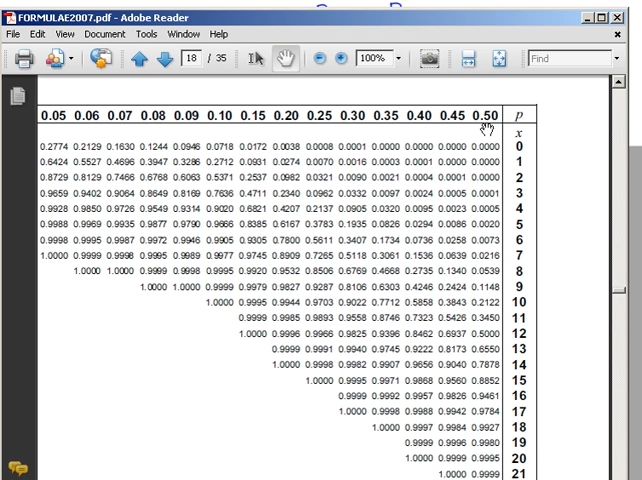 FORMULAE2007.pdf - Adobe Reader
File Edit View Document Tools Window Help
18 / 35 100% Find
0.05 0.06 0.07 0.08 0.09 0.10 0.15 0.20 0.25 0.30 0.35 0.40 0.45 0.50 p
x
0.2774 0.2129 0.1630 0.1244 0.0946 0.0718 0.0172 0.0038 0.0008 0.0001 0.0000 0.0000 0.0000 0.0000 0
0.6424 0.5527 0.4696 0.3947 0.3286 0.2712 0.0931 0.0274 0.0070 0.0016 0.0003 0.0001 0.0000 0.0000 1
0.8729 0.8129 0.7466 0.6768 0.6063 0.5371 0.2537 0.0982 0.0321 0.0090 0.0021 0.0004 0.0001 0.0000 2
0.9659 0.9402 0.9064 0.8649 0.8169 0.7636 0.4711 0.2340 0.0962 0.0332 0.0097 0.0024 0.0005 0.0001 3
0.9928 0.9850 0.9726 0.9549 0.9314 0.9020 0.6821 0.4207 0.2137 0.0905 0.0320 0.0095 0.0023 0.0005 4
0.9988 0.9969 0.9935 0.9877 0.9790 0.9666 0.8385 0.6167 0.3783 0.1935 0.0826 0.0294 0.0086 0.0020 5
0.9998 0.9995 0.9987 0.9972 0.9946 0.9905 0.9305 0.7800 0.5611 0.3407 0.1734 0.0736 0.0258 0.0073 6
1.0000 0.9999 0.9998 0.9995 0.9989 0.9977 0.9745 0.8909 0.7265 0.5118 0.3061 0.1536 0.0639 0.0216 7
1.0000 1.0000 0.9999 0.9998 0.9995 0.9920 0.9532 0.8506 0.6769 0.4668 0.2735 0.1340 0.0539 8
1.0000 1.0000 0.9999 0.9979 0.9827 0.9287 0.8106 0.6303 0.4246 0.2424 0.1148 9
1.0000 0.9995 0.9944 0.9703 0.9022 0.7712 0.5858 0.3843 0.2122 10
0.9999 0.9985 0.9893 0.9558 0.8746 0.7323 0.5426 0.3450 11
1.0000 0.9996 0.9966 0.9825 0.9396 0.8462 0.6937 0.5000 12
0.9999 0.9991 0.9940 0.9745 0.9222 0.8173 0.6550 13
1.0000 0.9998 0.9982 0.9907 0.9656 0.9040 0.7878 14
1.0000 0.9995 0.9971 0.9868 0.9560 0.8852 15
0.9999 0.9992 0.9957 0.9826 0.9461 16
1.0000 0.9998 0.9988 0.9942 0.9784 17
1.0000 0.9997 0.9984 0.9927 18
0.9999 0.9996 0.9980 19
1.0000 0.9999 0.9995 20
1.0000 0.9999 21